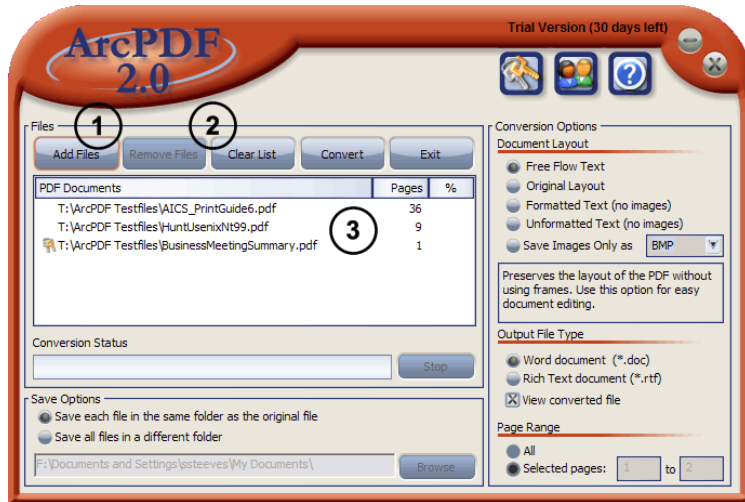 Trial Version (30 days left)
ArcPDF
2.0
1
2
Files
Add Files
Remove Files
Clear List
Convert
Exit
PDF Documents Pages %
T:\ArcPDF Testfiles\AICS_PrintGuide6.pdf 36
T:\ArcPDF Testfiles\HuntUsenixNt99.pdf 9
T:\ArcPDF Testfiles\BusinessMeetingSummary.pdf 1
3
Conversion Status
Stop
Save Options
Save each file in the same folder as the original file
Save all files in a different folder
F:\Documents and Settings\ssteeves\My Documents\
Browse
Conversion Options
Document Layout
Free Flow Text
Original Layout
Formatted Text (no images)
Unformatted Text (no images)
Save Images Only as BMP
Preserves the layout of the PDF without
using frames. Use this option for easy
document editing.
Output File Type
Word document (*.doc)
Rich Text document (*.rtf)
View converted file
Page Range
All
Selected pages: 1 to 2